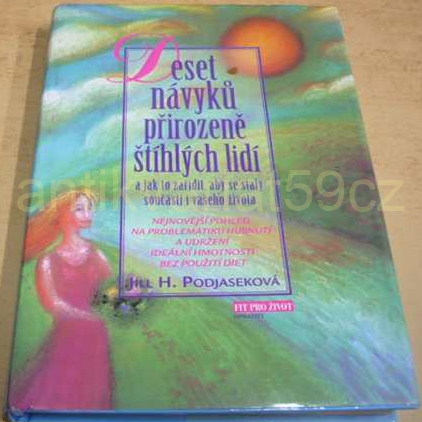 Deset
návyků
přirozeně
štíhlých lidí
a jak to zařídit, aby se staly
součástí i vašeho života
NEJNOVĚJŠÍ POHLED
NA PROBLEMATIKU HUBNUTÍ
A UDRŽENÍ
IDEÁLNÍ HMOTNOSTI
BEZ POUŽITÍ DIET
JILL H. PODJASEKOVÁ
FIT PRO ŽIVOT